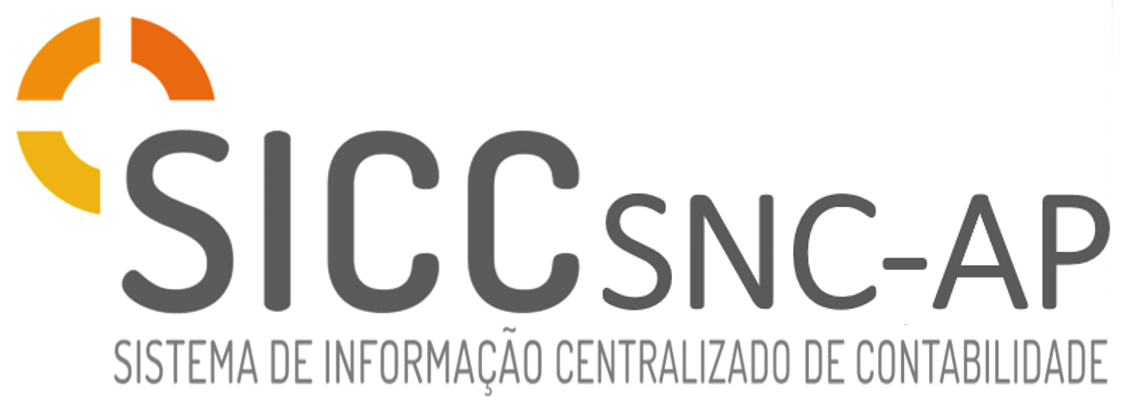 SICC SNC-AP
SISTEMA DE INFORMAÇÃO CENTRALIZADO DE CONTABILIDADE